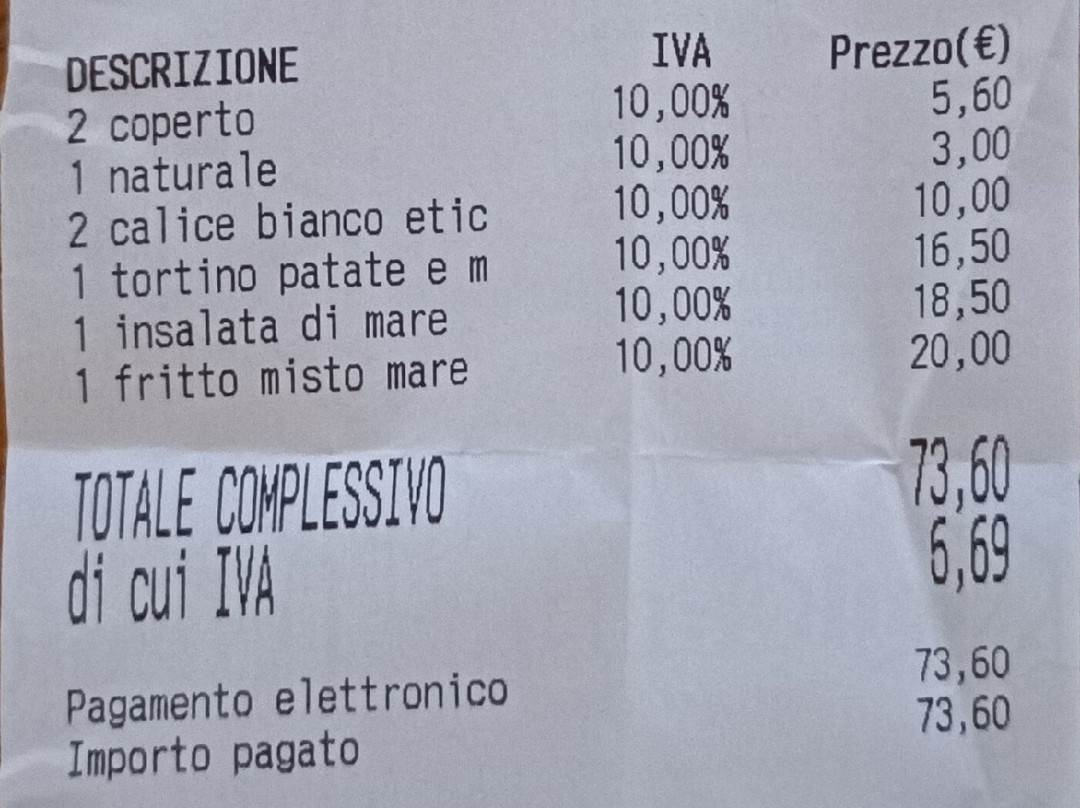 DESCRIZIONE IVA Prezzo(€)
2 coperto 10,00% 5,60
1 naturale 10,00% 3,00
2 calice bianco etic 10,00% 10,00
1 tortino patate e m 10,00% 16,50
1 insalata di mare 10,00% 18,50
1 fritto misto mare 10,00% 20,00
TOTALE COMPLESSIVO 73,60
di cui IVA 6,69
Pagamento elettronico 73,60
Importo pagato 73,60